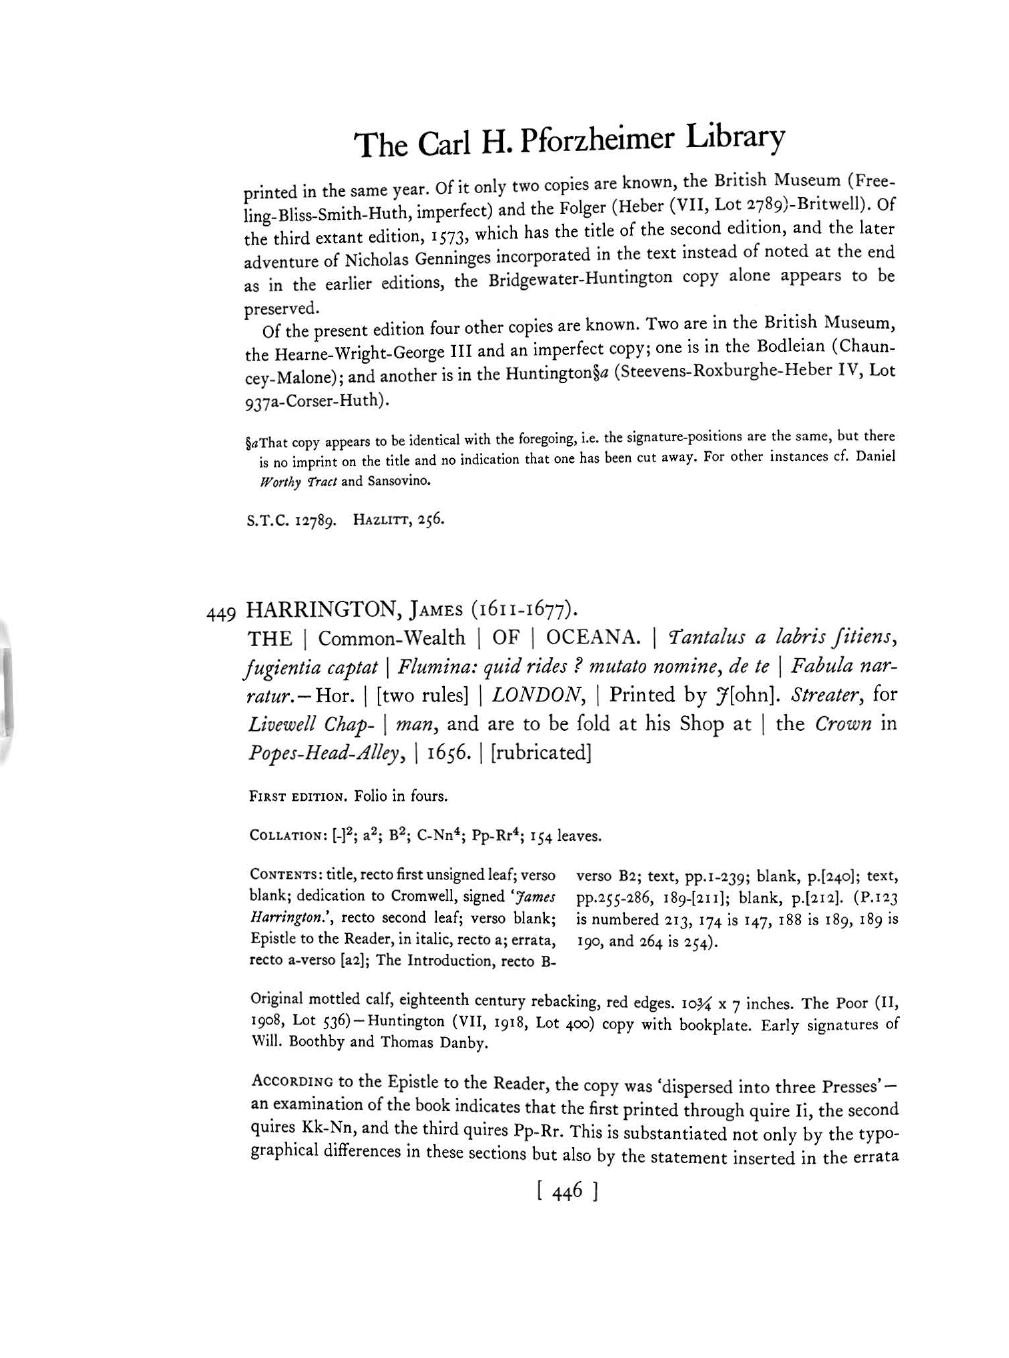 The Carl H. Pforzheimer Library
printed in the same year. Of it only two copies are known, the British Museum (Free-
ling-Bliss-Smith-Huth, imperfect) and the Folger (Heber (VII, Lot 2789)-Britwell). Of
the third extant edition, 1573, which has the title of the second edition, and the later
adventure of Nicholas Genninges incorporated in the text instead of noted at the end
as in the earlier editions, the Bridgewater-Huntington copy alone appears to be
preserved.
Of the present edition four other copies are known. Two are in the British Museum,
the Hearne-Wright-George III and an imperfect copy; one is in the Bodleian (Chaun-
cey-Malone); and another is in the Huntington§a (Steevens-Roxburghe-Heber IV, Lot
937a-Corser-Huth).
§aThat copy appears to be identical with the foregoing, i.e. the signature-positions are the same, but there
is no imprint on the title and no indication that one has been cut away. For other instances cf. Daniel
Worthy Tract and Sansovino.
S.T.C. 12789. HAZLITT, 256.
449 HARRINGTON, JAMES (1611-1677).
THE | Common-Wealth | OF | OCEANA. | Tantalus a labris ſitiens,
fugientia captat | Flumina: quid rides ? mutato nomine, de te | Fabula nar-
ratur.—Hor. | [two rules] | LONDON, | Printed by J[ohn]. Streater, for
Livewell Chap- | man, and are to be ſold at his Shop at | the Crown in
Popes-Head-Alley, | 1656. | [rubricated]
FIRST EDITION. Folio in fours.
COLLATION: [-]²; a²; B²; C-Nn⁴; Pp-Rr⁴; 154 leaves.
CONTENTS: title, recto first unsigned leaf; verso
blank; dedication to Cromwell, signed ‘James
Harrington.’, recto second leaf; verso blank;
Epistle to the Reader, in italic, recto a; errata,
recto a-verso [a2]; The Introduction, recto B-
verso B2; text, pp.1-239; blank, p.[240]; text,
pp.255-286, 189-[211]; blank, p.[212]. (P.123
is numbered 213, 174 is 147, 188 is 189, 189 is
190, and 264 is 254).
Original mottled calf, eighteenth century rebacking, red edges. 10¾ x 7 inches. The Poor (II,
1908, Lot 536)—Huntington (VII, 1918, Lot 400) copy with bookplate. Early signatures of
Will. Boothby and Thomas Danby.
ACCORDING to the Epistle to the Reader, the copy was ‘dispersed into three Presses’—
an examination of the book indicates that the first printed through quire Ii, the second
quires Kk-Nn, and the third quires Pp-Rr. This is substantiated not only by the typo-
graphical differences in these sections but also by the statement inserted in the errata
[ 446 ]